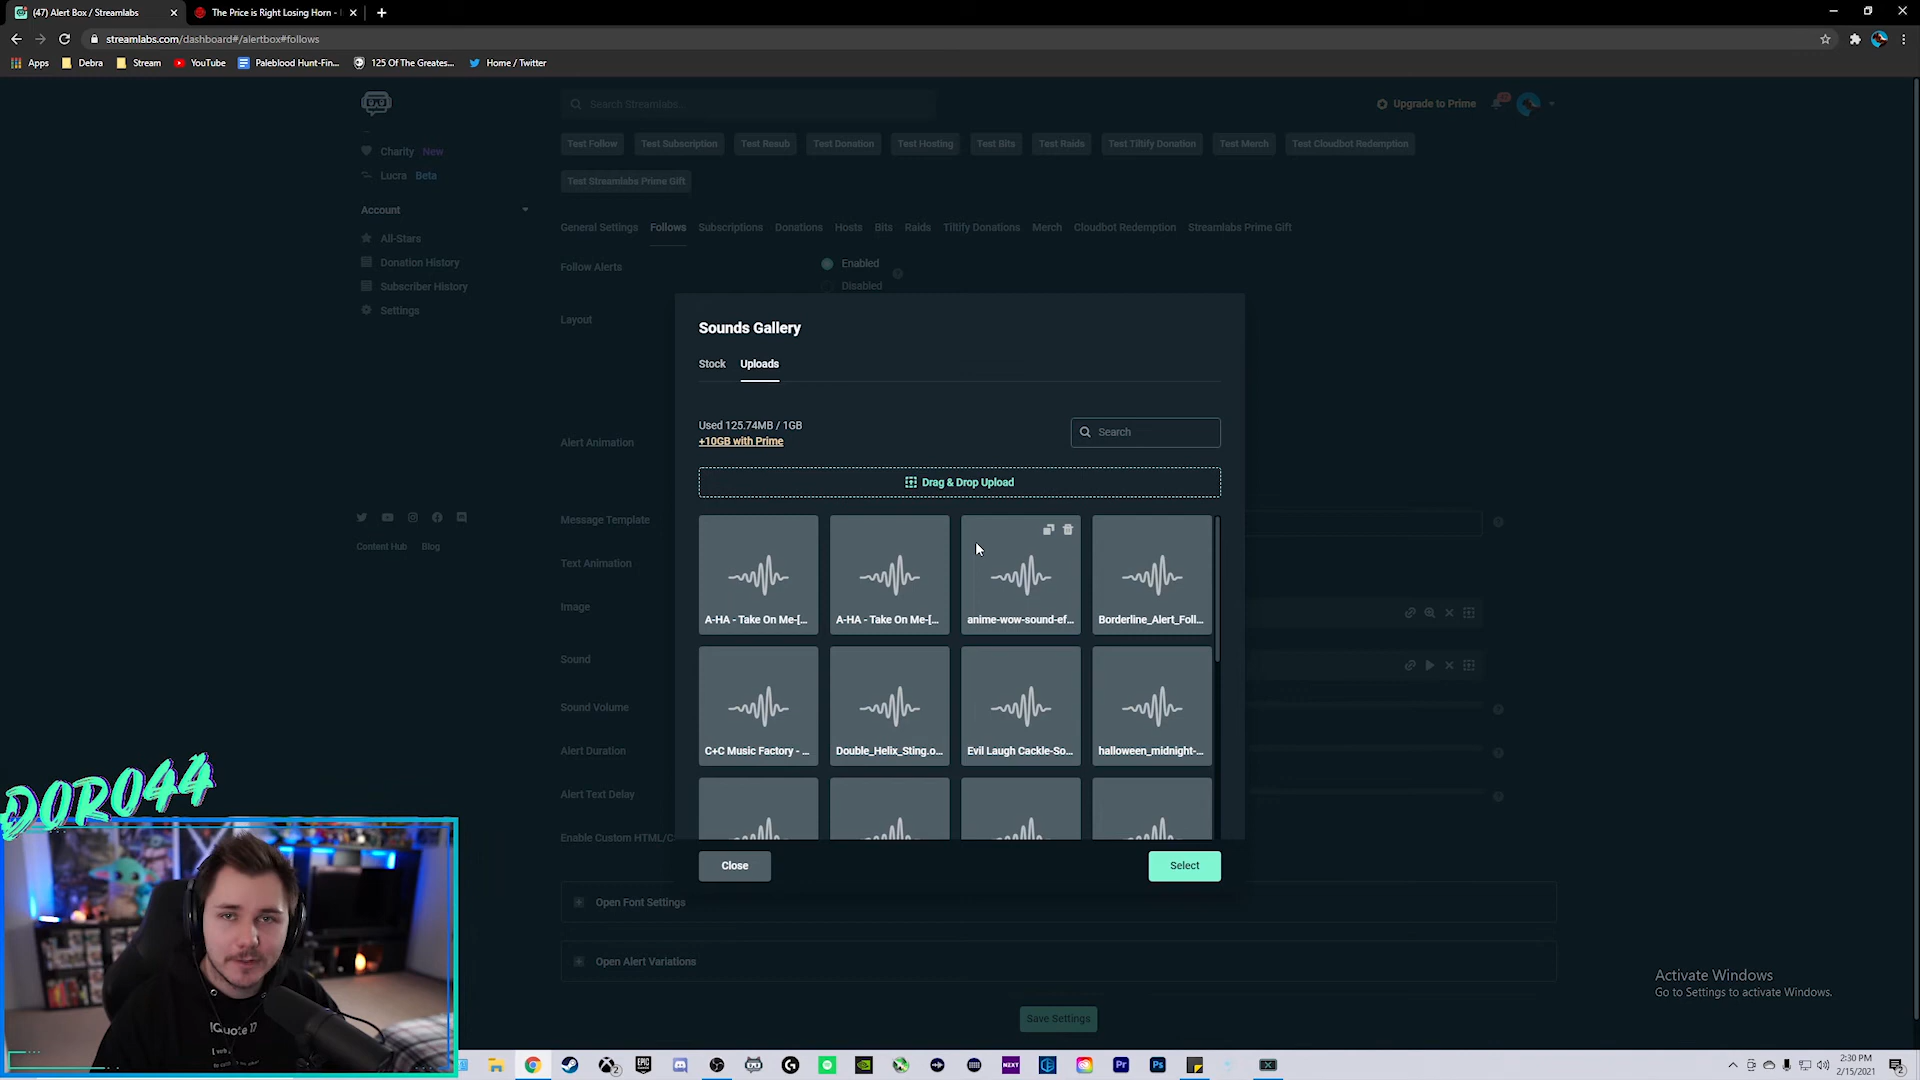 (47) Alert Box / Streamlabs
The Price is Right Losing Horn -
streamlabs.com/dashboard#/alertbox#follows
Apps
Debra
Stream
YouTube
Paleblood Hunt-Fin...
125 Of The Greates...
Home / Twitter
Search Streamlabs...
Upgrade to Prime
Charity New
Lucra Beta
Account
All-Stars
Donation History
Subscriber History
Settings
Content Hub
Blog
Test Follow
Test Subscription
Test Resub
Test Donation
Test Hosting
Test Bits
Test Raids
Test Tiltify Donation
Test Merch
Test Cloudbot Redemption
Test Streamlabs Prime Gift
General Settings
Follows
Subscriptions
Donations
Hosts
Bits
Raids
Tiltify Donations
Merch
Cloudbot Redemption
Streamlabs Prime Gift
Follow Alerts
Enabled
Disabled
Layout
Alert Animation
Message Template
Text Animation
Image
Sound
Sound Volume
Alert Duration
Alert Text Delay
Enable Custom HTML/C
Sounds Gallery
Stock
Uploads
Used 125.74MB / 1GB
+10GB with Prime
Search
Drag & Drop Upload
A-HA - Take On Me-[...
A-HA - Take On Me-[...
anime-wow-sound-ef...
Borderline_Alert_Foll...
C+C Music Factory - ...
Double_Helix_Sting.o...
Evil Laugh Cackle-So...
halloween_midnight-...
Close
Select
Open Font Settings
Open Alert Variations
Save Settings
Activate Windows
Go to Settings to activate Windows.
DORO44
2:30 PM
2/15/2021